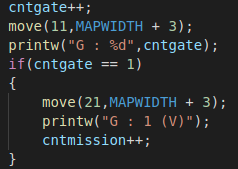 cntgate++;
move(11,MAPWIDTH + 3);
printw("G : %d",cntgate);
if(cntgate == 1)
{
move(21,MAPWIDTH + 3);
printw("G : 1 (V)");
cntmission++;
}